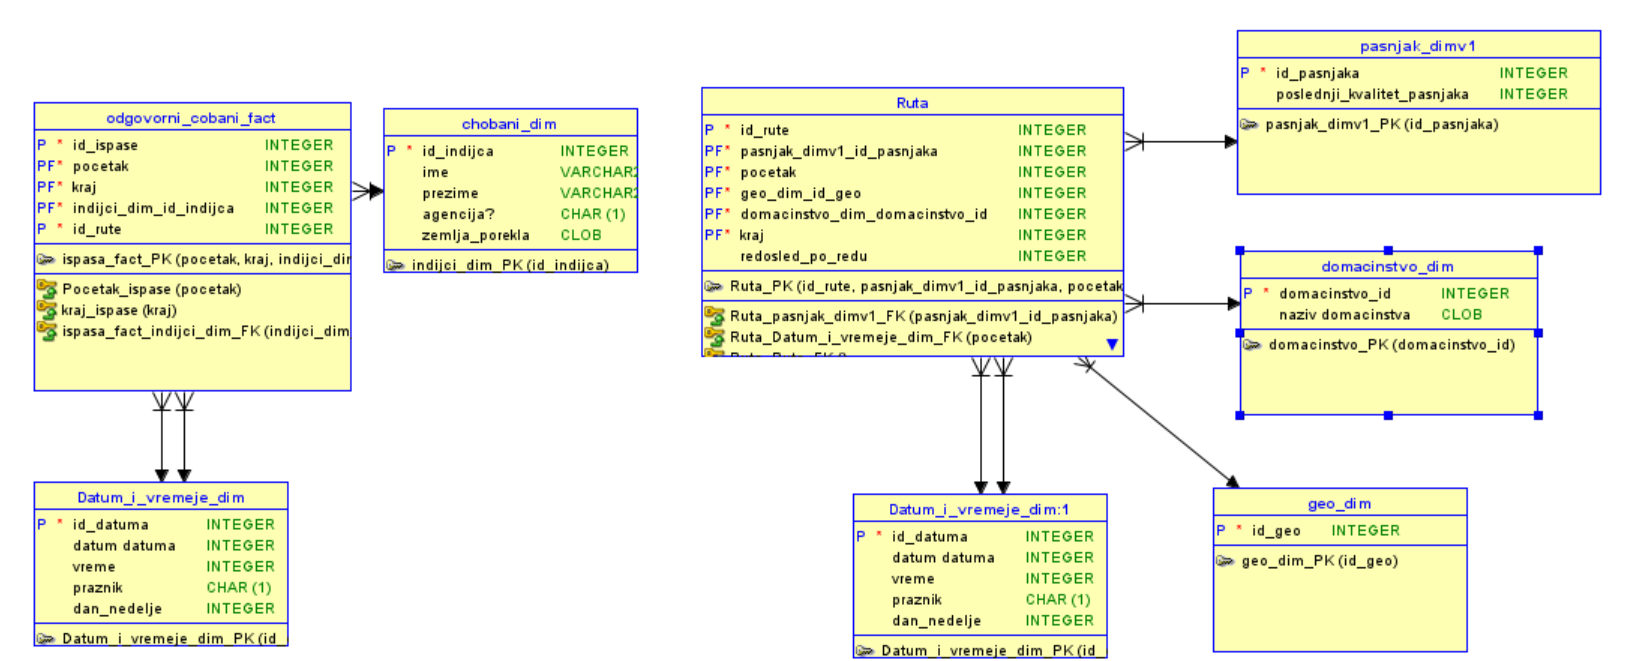 odgovorni_cobani_fact
P * id_ispase INTEGER
PF* pocetak INTEGER
PF* kraj INTEGER
PF* indijci_dim_id_indijca INTEGER
P * id_rute INTEGER
ispasa_fact_PK (pocetak, kraj, indijci_dir
Pocetak_ispase (pocetak)
kraj_ispase (kraj)
ispasa_fact_indijci_dim_FK (indijci_dim
chobani_dim
P * id_indijca INTEGER
ime VARCHAR2
prezime VARCHAR2
agencija? CHAR (1)
zemlja_porekla CLOB
indijci_dim_PK (id_indijca)
Datum_i_vremeje_dim
P * id_datuma INTEGER
datum datuma INTEGER
vreme INTEGER
praznik CHAR (1)
dan_nedelje INTEGER
Datum_i_vremeje_dim_PK (id_
Ruta
P * id_rute INTEGER
PF* pasnjak_dimv1_id_pasnjaka INTEGER
PF* pocetak INTEGER
PF* geo_dim_id_geo INTEGER
PF* domacinstvo_dim_domacinstvo_id INTEGER
PF* kraj INTEGER
redosled_po_redu INTEGER
Ruta_PK (id_rute, pasnjak_dimv1_id_pasnjaka, pocetak
Ruta_pasnjak_dimv1_FK (pasnjak_dimv1_id_pasnjaka)
Ruta_Datum_i_vremeje_dim_FK (pocetak)
pasnjak_dimv1
P * id_pasnjaka INTEGER
poslednji_kvalitet_pasnjaka INTEGER
pasnjak_dimv1_PK (id_pasnjaka)
domacinstvo_dim
P * domacinstvo_id INTEGER
naziv domacinstva CLOB
domacinstvo_PK (domacinstvo_id)
Datum_i_vremeje_dim:1
P * id_datuma INTEGER
datum datuma INTEGER
vreme INTEGER
praznik CHAR (1)
dan_nedelje INTEGER
Datum_i_vremeje_dim_PK (id_
geo_dim
P * id_geo INTEGER
geo_dim_PK (id_geo)